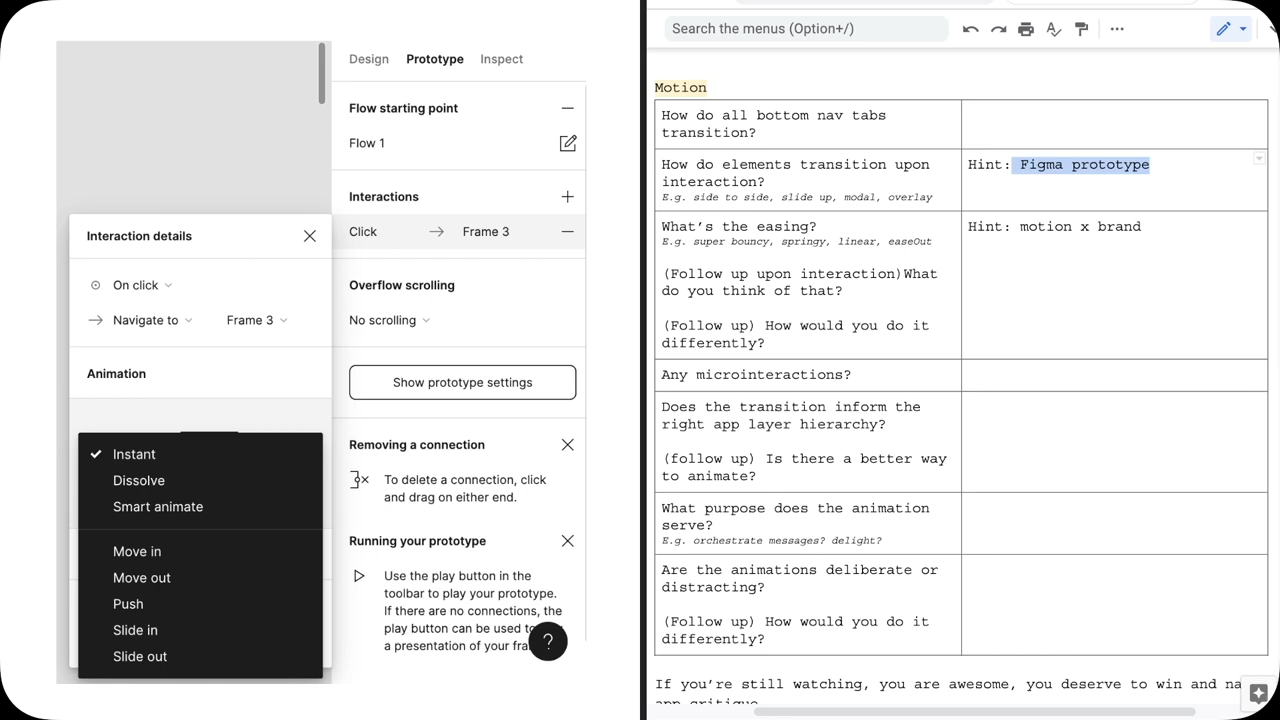 Design Prototype Inspect
Flow starting point
Flow 1
Interactions
Click Frame 3
Interaction details
On click
Navigate to Frame 3
Animation
Instant
Dissolve
Smart animate
Move in
Move out
Push
Slide in
Slide out
Overflow scrolling
No scrolling
Show prototype settings
Removing a connection
To delete a connection, click
and drag on either end.
Running your prototype
Use the play button in the
toolbar to play your prototype.
If there are no connections, the
play button can be used
a presentation of your
?
Search the menus (Option+/)
Motion
How do all bottom nav tabs
transition?
How do elements transition upon
interaction?
E.g. side to side, slide up, modal, overlay
Hint: Figma prototype
What's the easing?
E.g. super bouncy, springy, linear, easeOut
(Follow up upon interaction)What
do you think of that?
(Follow up) How would you do it
differently?
Hint: motion x brand
Any microinteractions?
Does the transition inform the
right app layer hierarchy?
(follow up) Is there a better way
to animate?
What purpose does the animation
serve?
E.g. orchestrate messages? delight?
Are the animations deliberate or
distracting?
(Follow up) How would you do it
differently?
If you're still watching, you are awesome, you deserve to win and
app critique